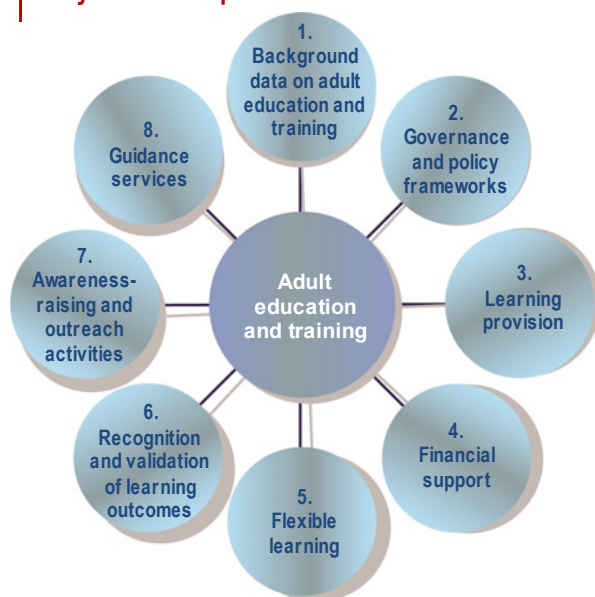 1.
Background
data on adult
education and
training
2.
Governance
and policy
frameworks
3.
Learning
provision
4.
Financial
support
5.
Flexible
learning
6.
Recognition
and validation
of learning
outcomes
7.
Awareness-
raising and
outreach
activities
8.
Guidance
services
Adult
education
and training